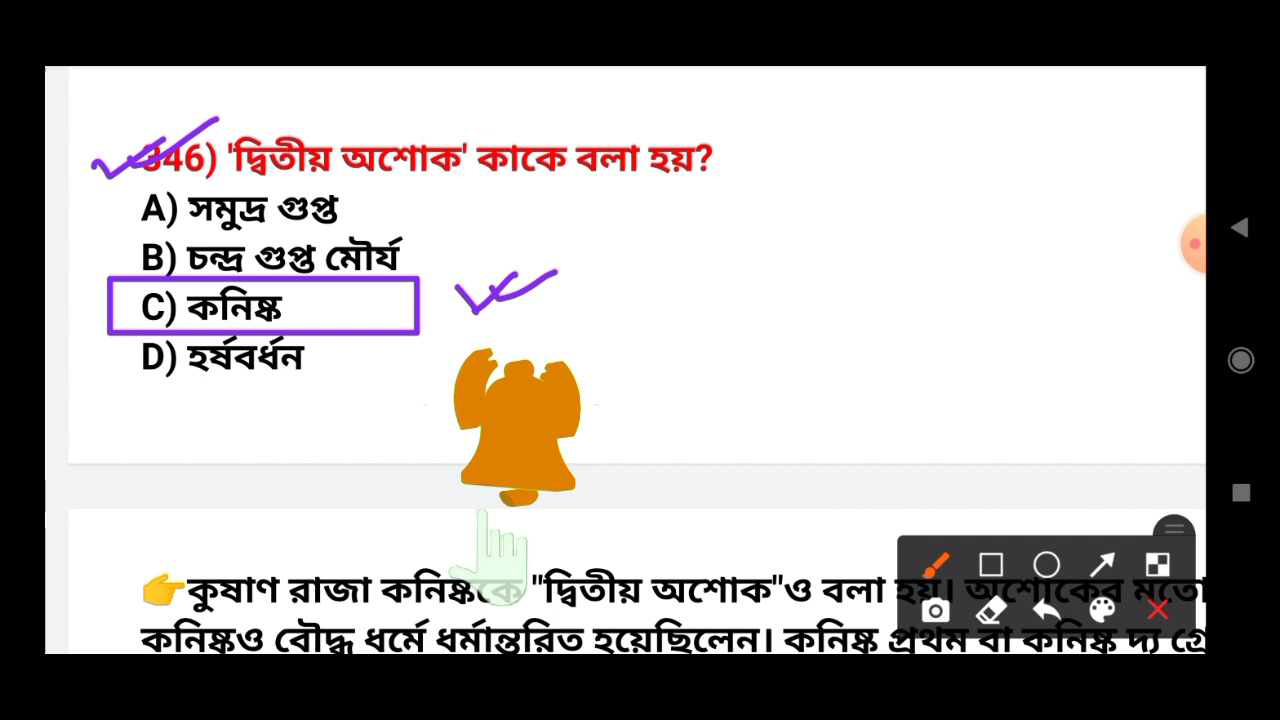 346) 'দ্বিতীয় অশোক' কাকে বলা হয়?
A) সমুদ্র গুপ্ত
B) চন্দ্র গুপ্ত মৌর্য
C) কনিষ্ক
D) হর্ষবর্ধন
👉কুষাণ রাজা কনিষ্ককে "দ্বিতীয় অশোক"ও বলা হয়। অশোকের মতো
কনিষ্কও বৌদ্ধ ধর্মে ধর্মান্তরিত হয়েছিলেন। কনিষ্ক প্রথম বা কনিষ্ক দ্য